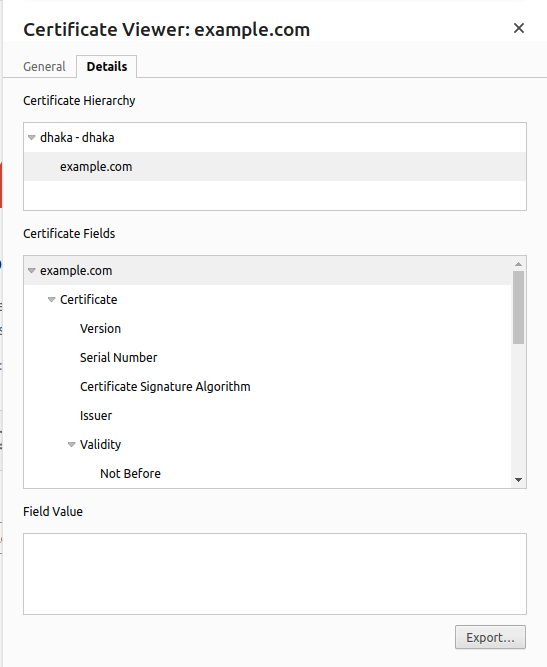 Certificate Viewer: example.com
General Details
Certificate Hierarchy
dhaka - dhaka
example.com
Certificate Fields
example.com
Certificate
Version
Serial Number
Certificate Signature Algorithm
Issuer
Validity
Not Before
Field Value
Export...